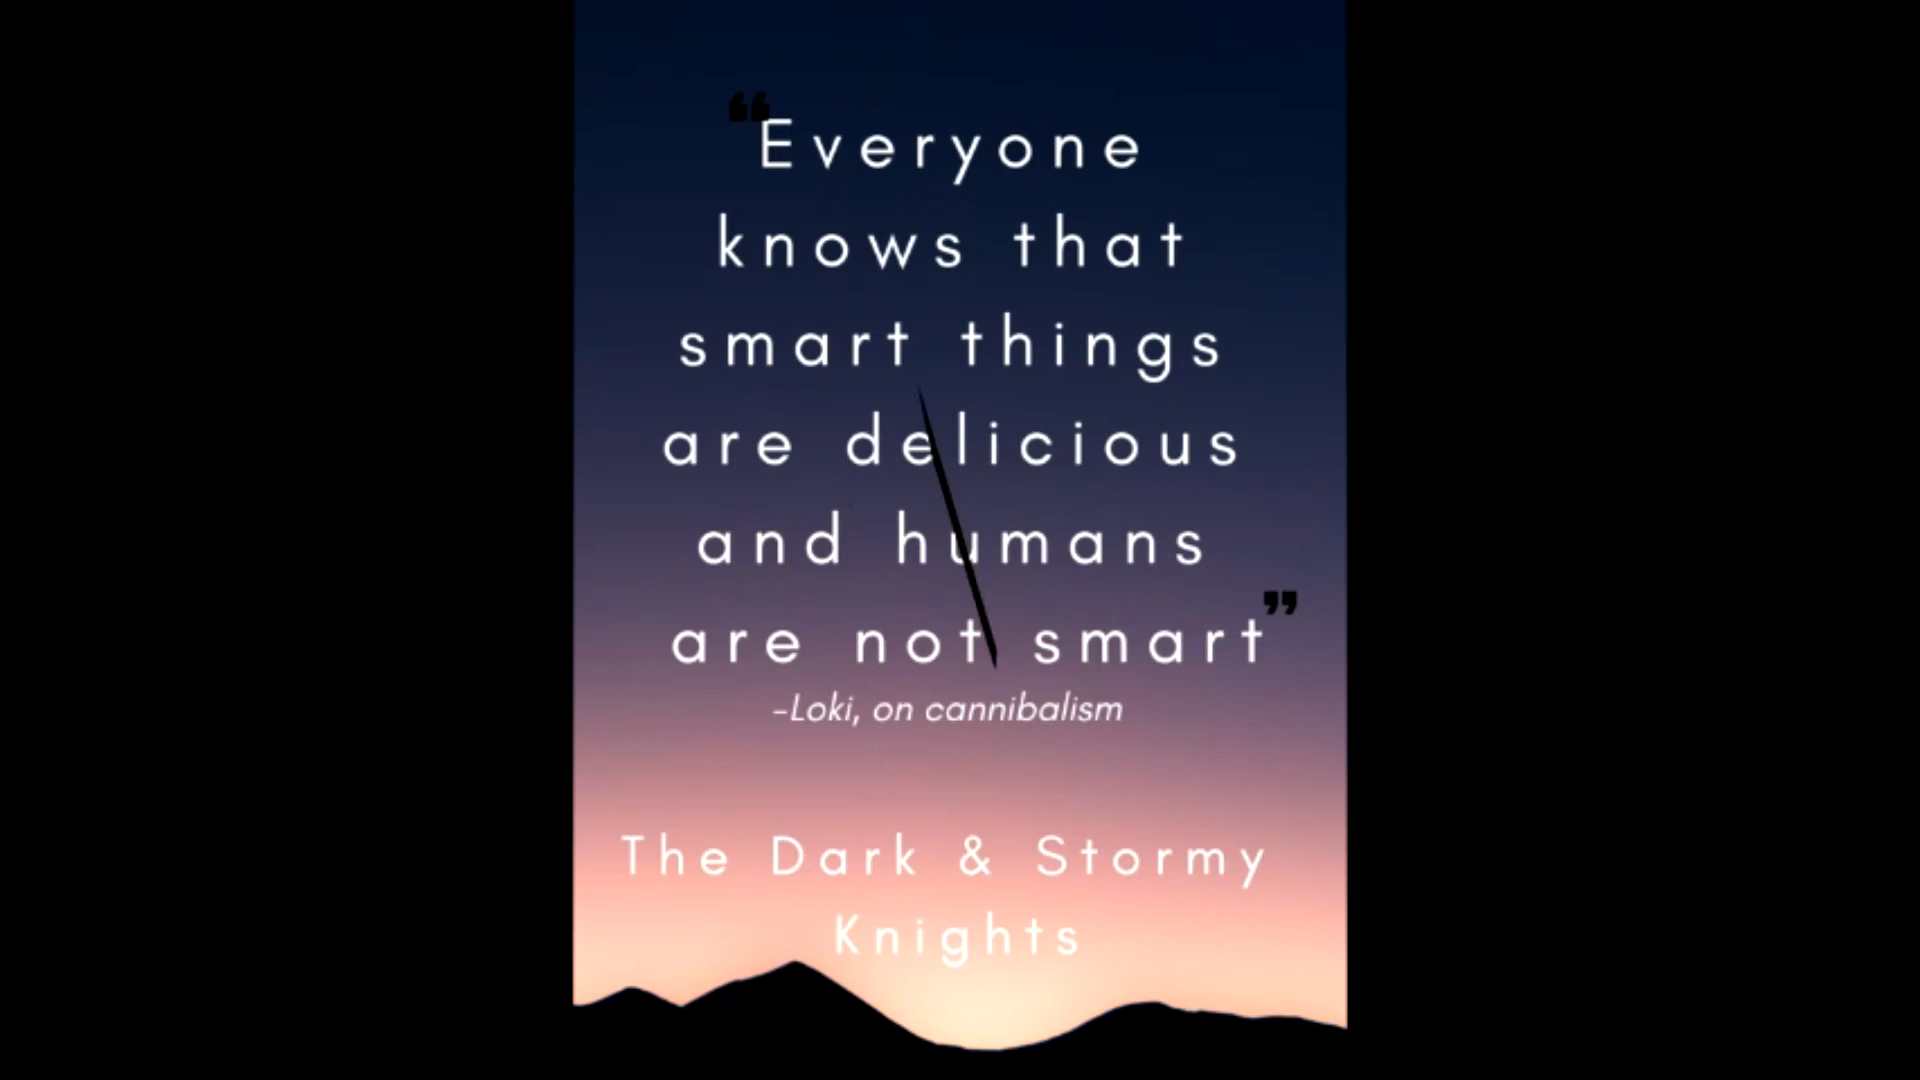 “Everyone
knows that
smart things
are delicious
and humans
are not smart”
-Loki, on cannibalism
The Dark & Stormy
Knights